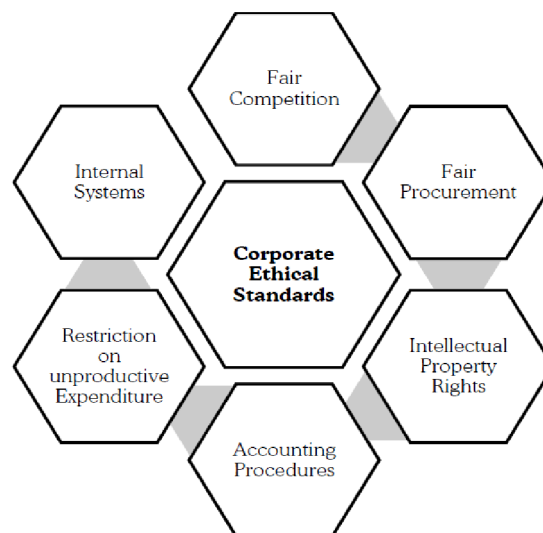 Fair
Competition
Fair
Procurement
Intellectual
Property
Rights
Accounting
Procedures
Restriction
on
unproductive
Expenditure
Internal
Systems
Corporate
Ethical
Standards